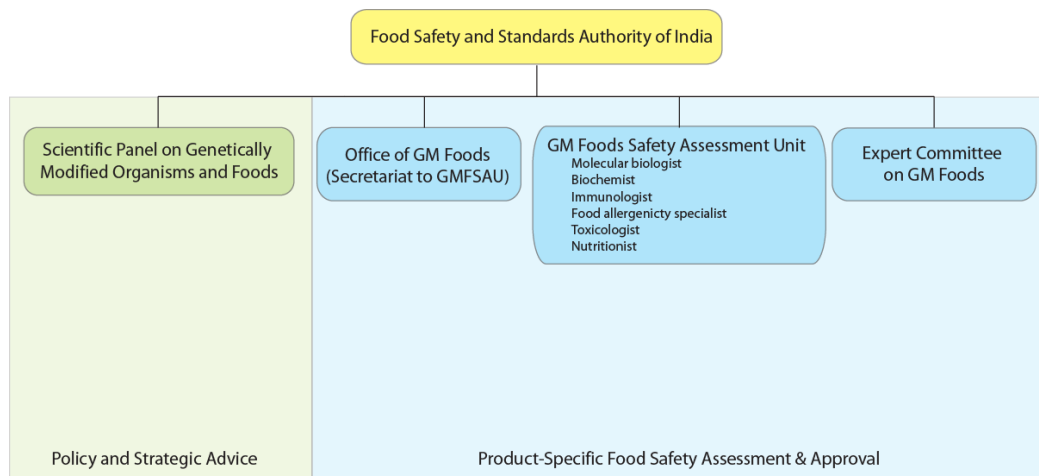 Food Safety and Standards Authority of India
Scientific Panel on Genetically
Modified Organisms and Foods
Office of GM Foods
(Secretariat to GMFSAU)
GM Foods Safety Assessment Unit
Molecular biologist
Biochemist
Immunologist
Food allergenicty specialist
Toxicologist
Nutritionist
Expert Committee
on GM Foods
Policy and Strategic Advice
Product-Specific Food Safety Assessment & Approval